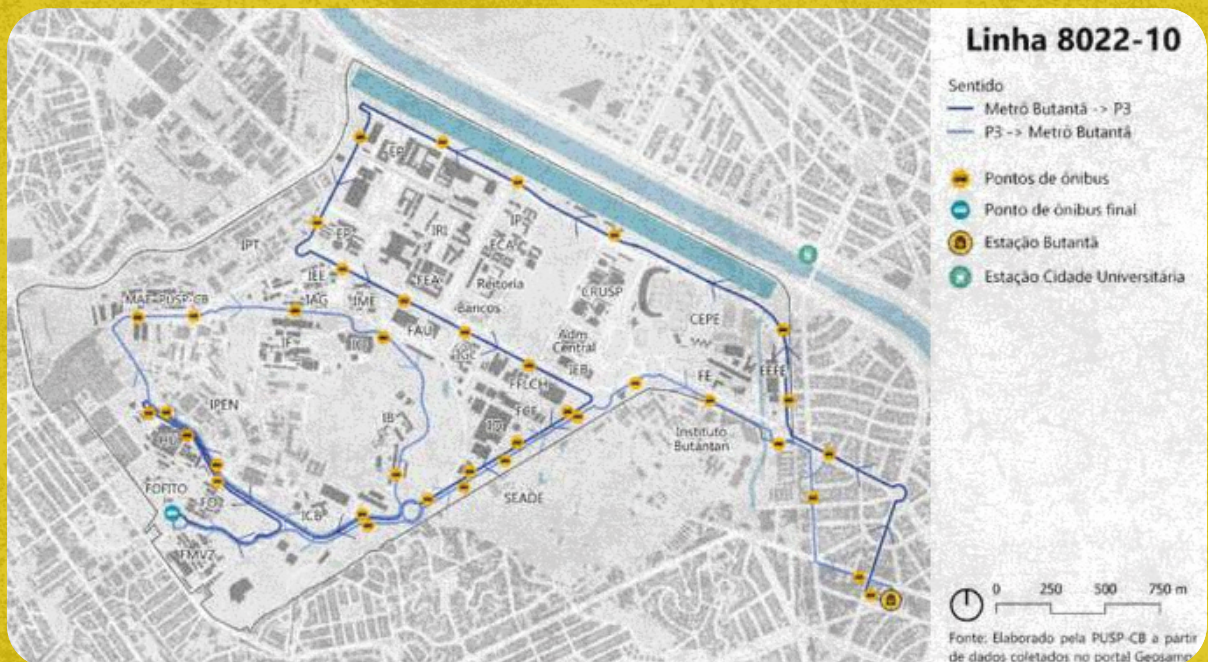 Linha 8022-10
Sentido
Metrô Butantã -> P3
P3 -> Metrô Butantã
Pontos de ônibus
Ponto de ônibus final
Estação Butantã
Estação Cidade Universitária
0 250 500 750 m
Fonte: Elaborado pela PUSP-CB a partir
de dados coletados no portal Geosamp
EP
IP
IRI
ECA
EP
IPT
FEA
Reitoria
IEE
CRUSP
MAE
PUSP-CB
IAG
IME
Bancos
CEPE
FAU
Adm
Central
IF
IQ
IGC
IEB
FFLCH
FE
EEFE
IPEN
IB
FCF
HU
Instituto
Butantan
FOFITO
FO
SEADE
ICB
FMVZ